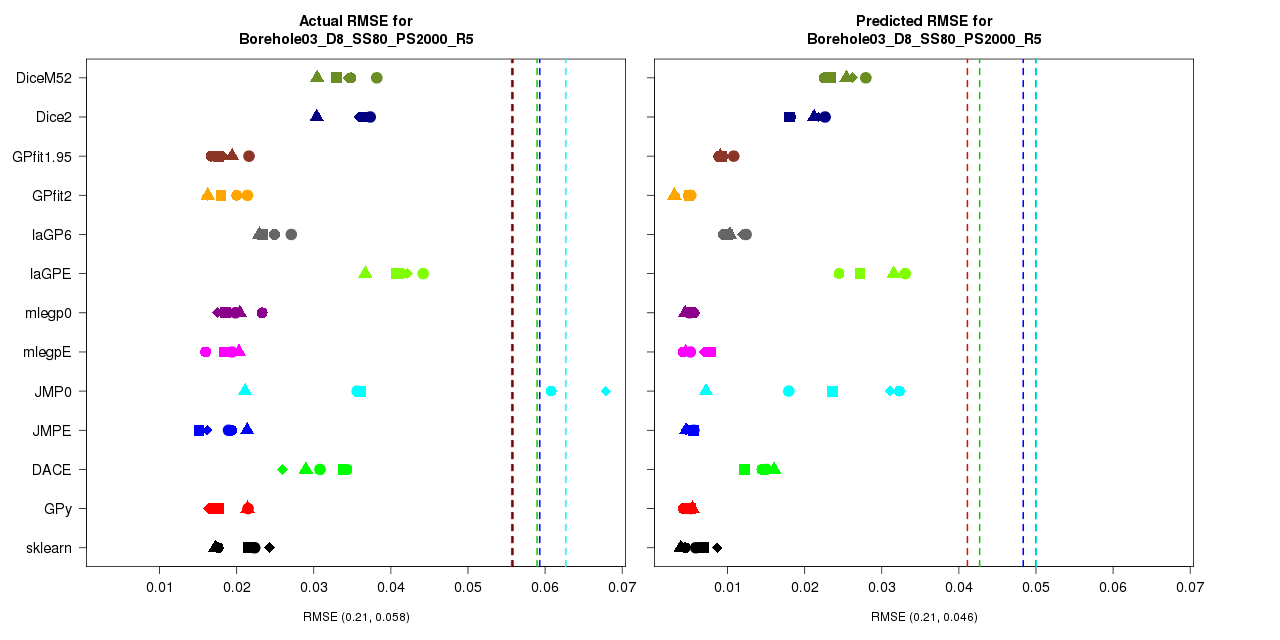 Actual RMSE for
Borehole03_D8_SS80_PS2000_R5
Predicted RMSE for
Borehole03_D8_SS80_PS2000_R5
DiceM52
Dice2
GPfit1.95
GPfit2
laGP6
laGPE
mlegp0
mlegpE
JMP0
JMPE
DACE
GPy
sklearn
0.01 0.02 0.03 0.04 0.05 0.06 0.07
0.01 0.02 0.03 0.04 0.05 0.06 0.07
RMSE (0.21, 0.058)
RMSE (0.21, 0.046)